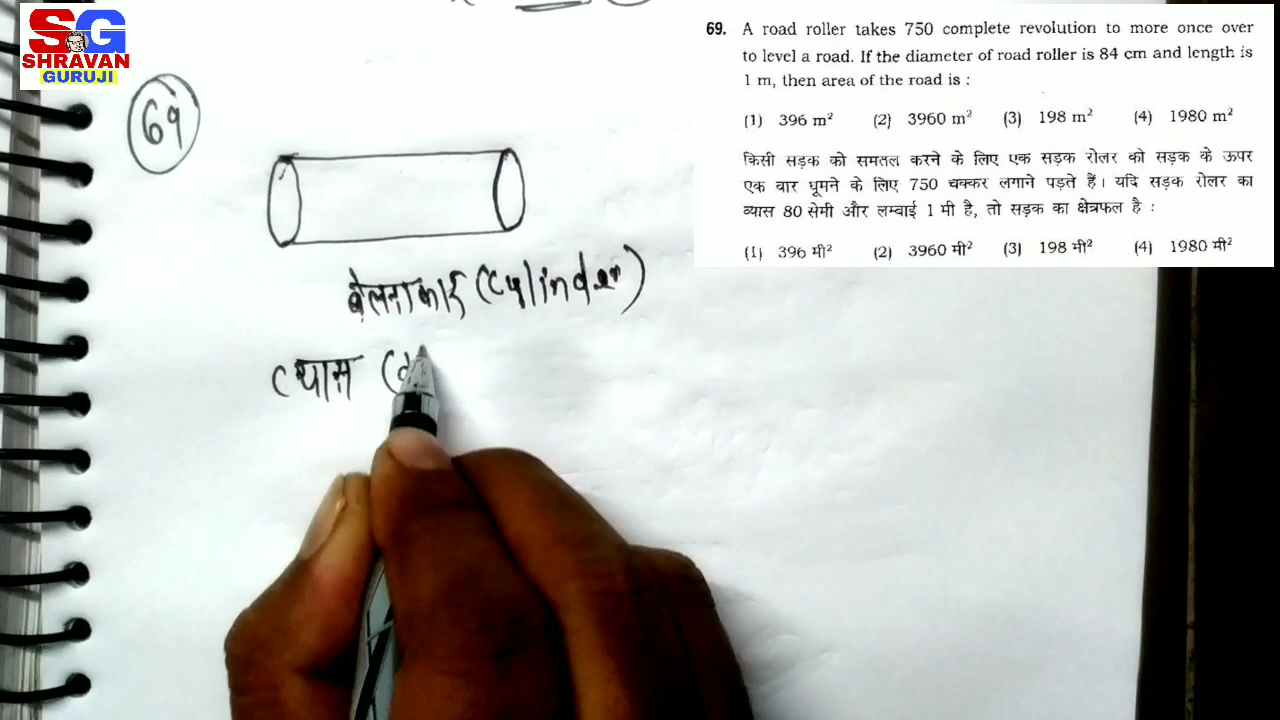 SG
SHRAVAN
GURUJI
69
बेलनाकार (Cylinder)
व्यास (d
69. A road roller takes 750 complete revolution to more once over
to level a road. If the diameter of road roller is 84 cm and length is
1 m, then area of the road is :
(1) 396 m² (2) 3960 m² (3) 198 m² (4) 1980 m²
किसी सड़क को समतल करने के लिए एक सड़क रोलर को सड़क के ऊपर
एक बार घूमने के लिए 750 चक्कर लगाने पड़ते हैं। यदि सड़क रोलर का
व्यास 80 सेमी और लम्बाई 1 मी है, तो सड़क का क्षेत्रफल है :
(1) 396 मी² (2) 3960 मी² (3) 198 मी² (4) 1980 मी²